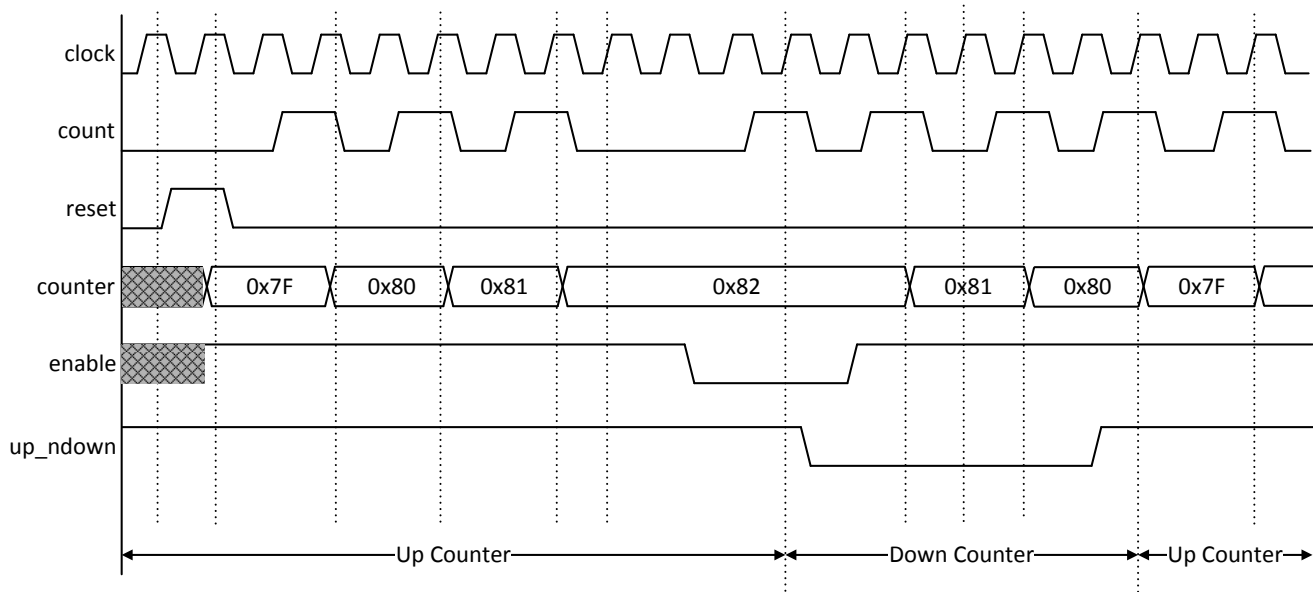 clock
count
reset
counter 0x7F 0x80 0x81 0x82 0x81 0x80 0x7F
enable
up_ndown
Up Counter Down Counter Up Counter